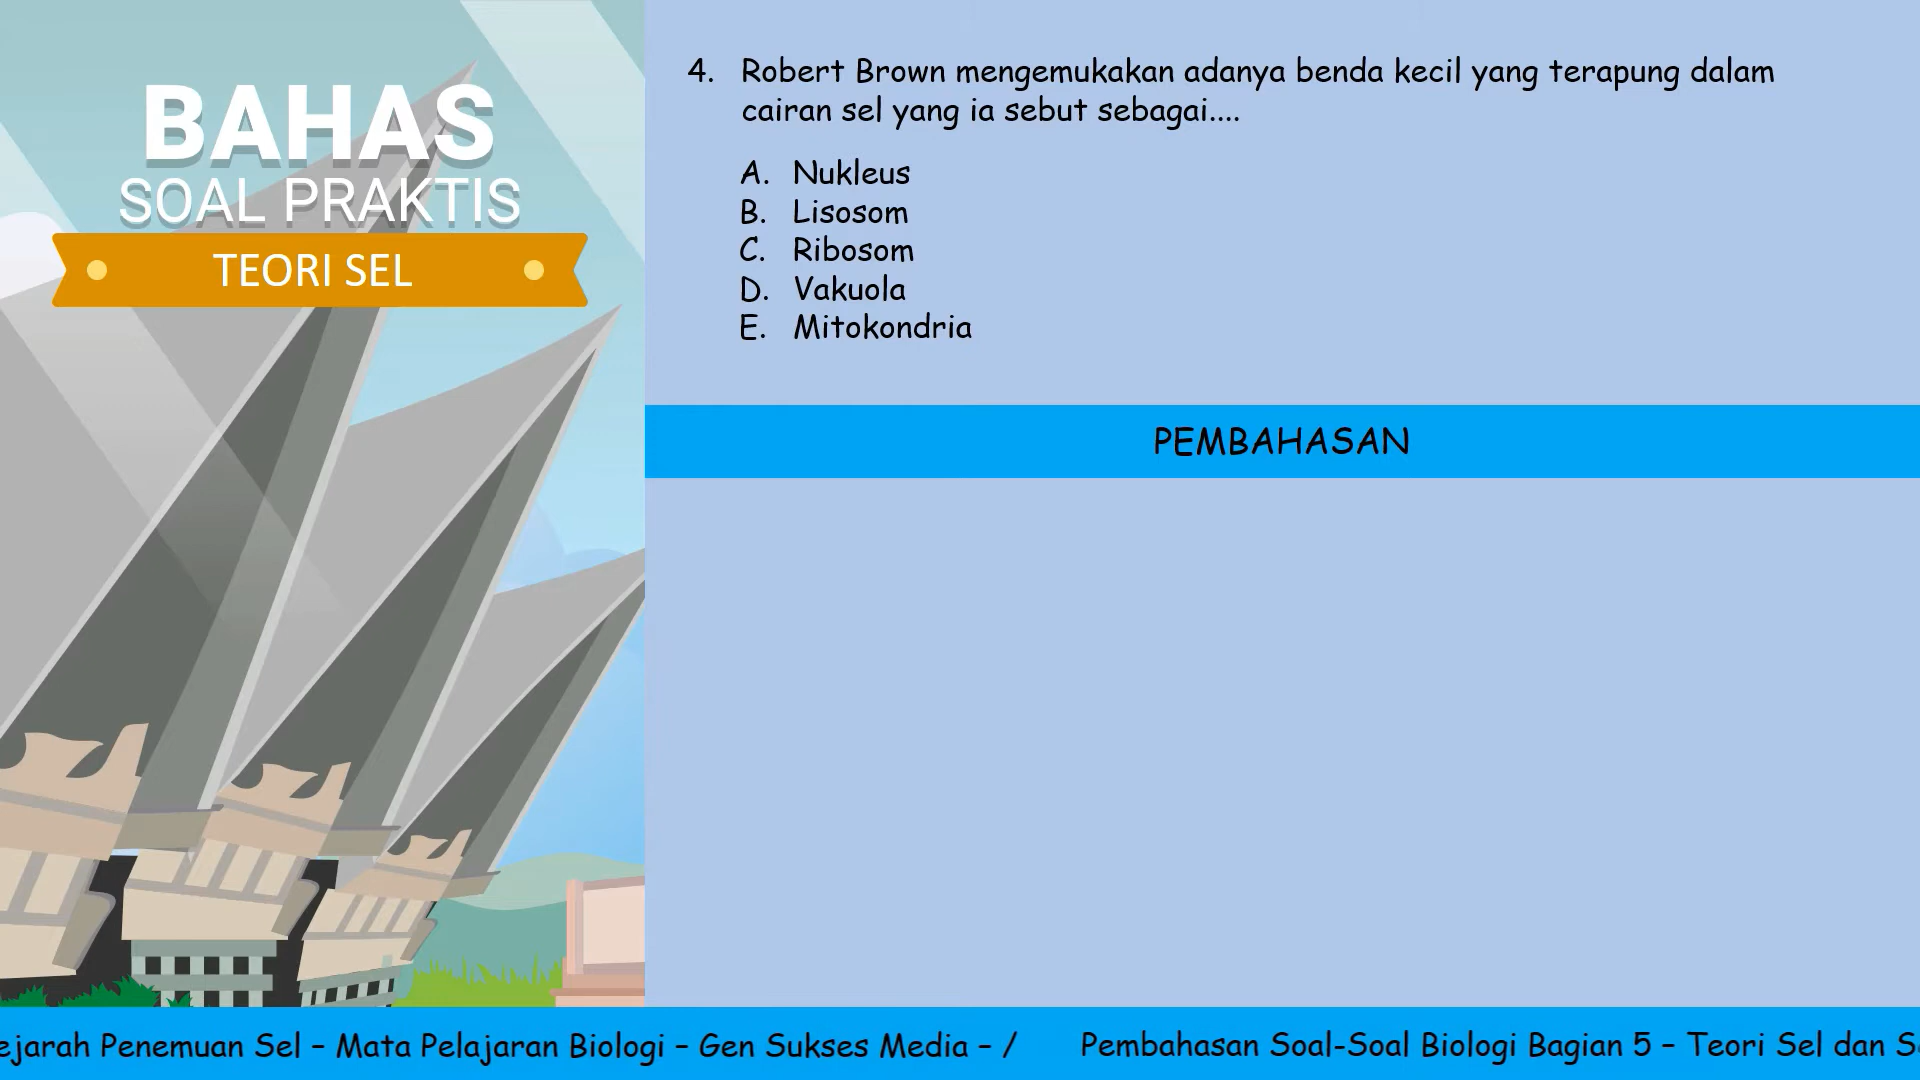 BAHAS
SOAL PRAKTIS
TEORI SEL
4. Robert Brown mengemukakan adanya benda kecil yang terapung dalam
cairan sel yang ia sebut sebagai....
A. Nukleus
B. Lisosom
C. Ribosom
D. Vakuola
E. Mitokondria
PEMBAHASAN
ejarah Penemuan Sel – Mata Pelajaran Biologi – Gen Sukses Media – / Pembahasan Soal-Soal Biologi Bagian 5 – Teori Sel dan S